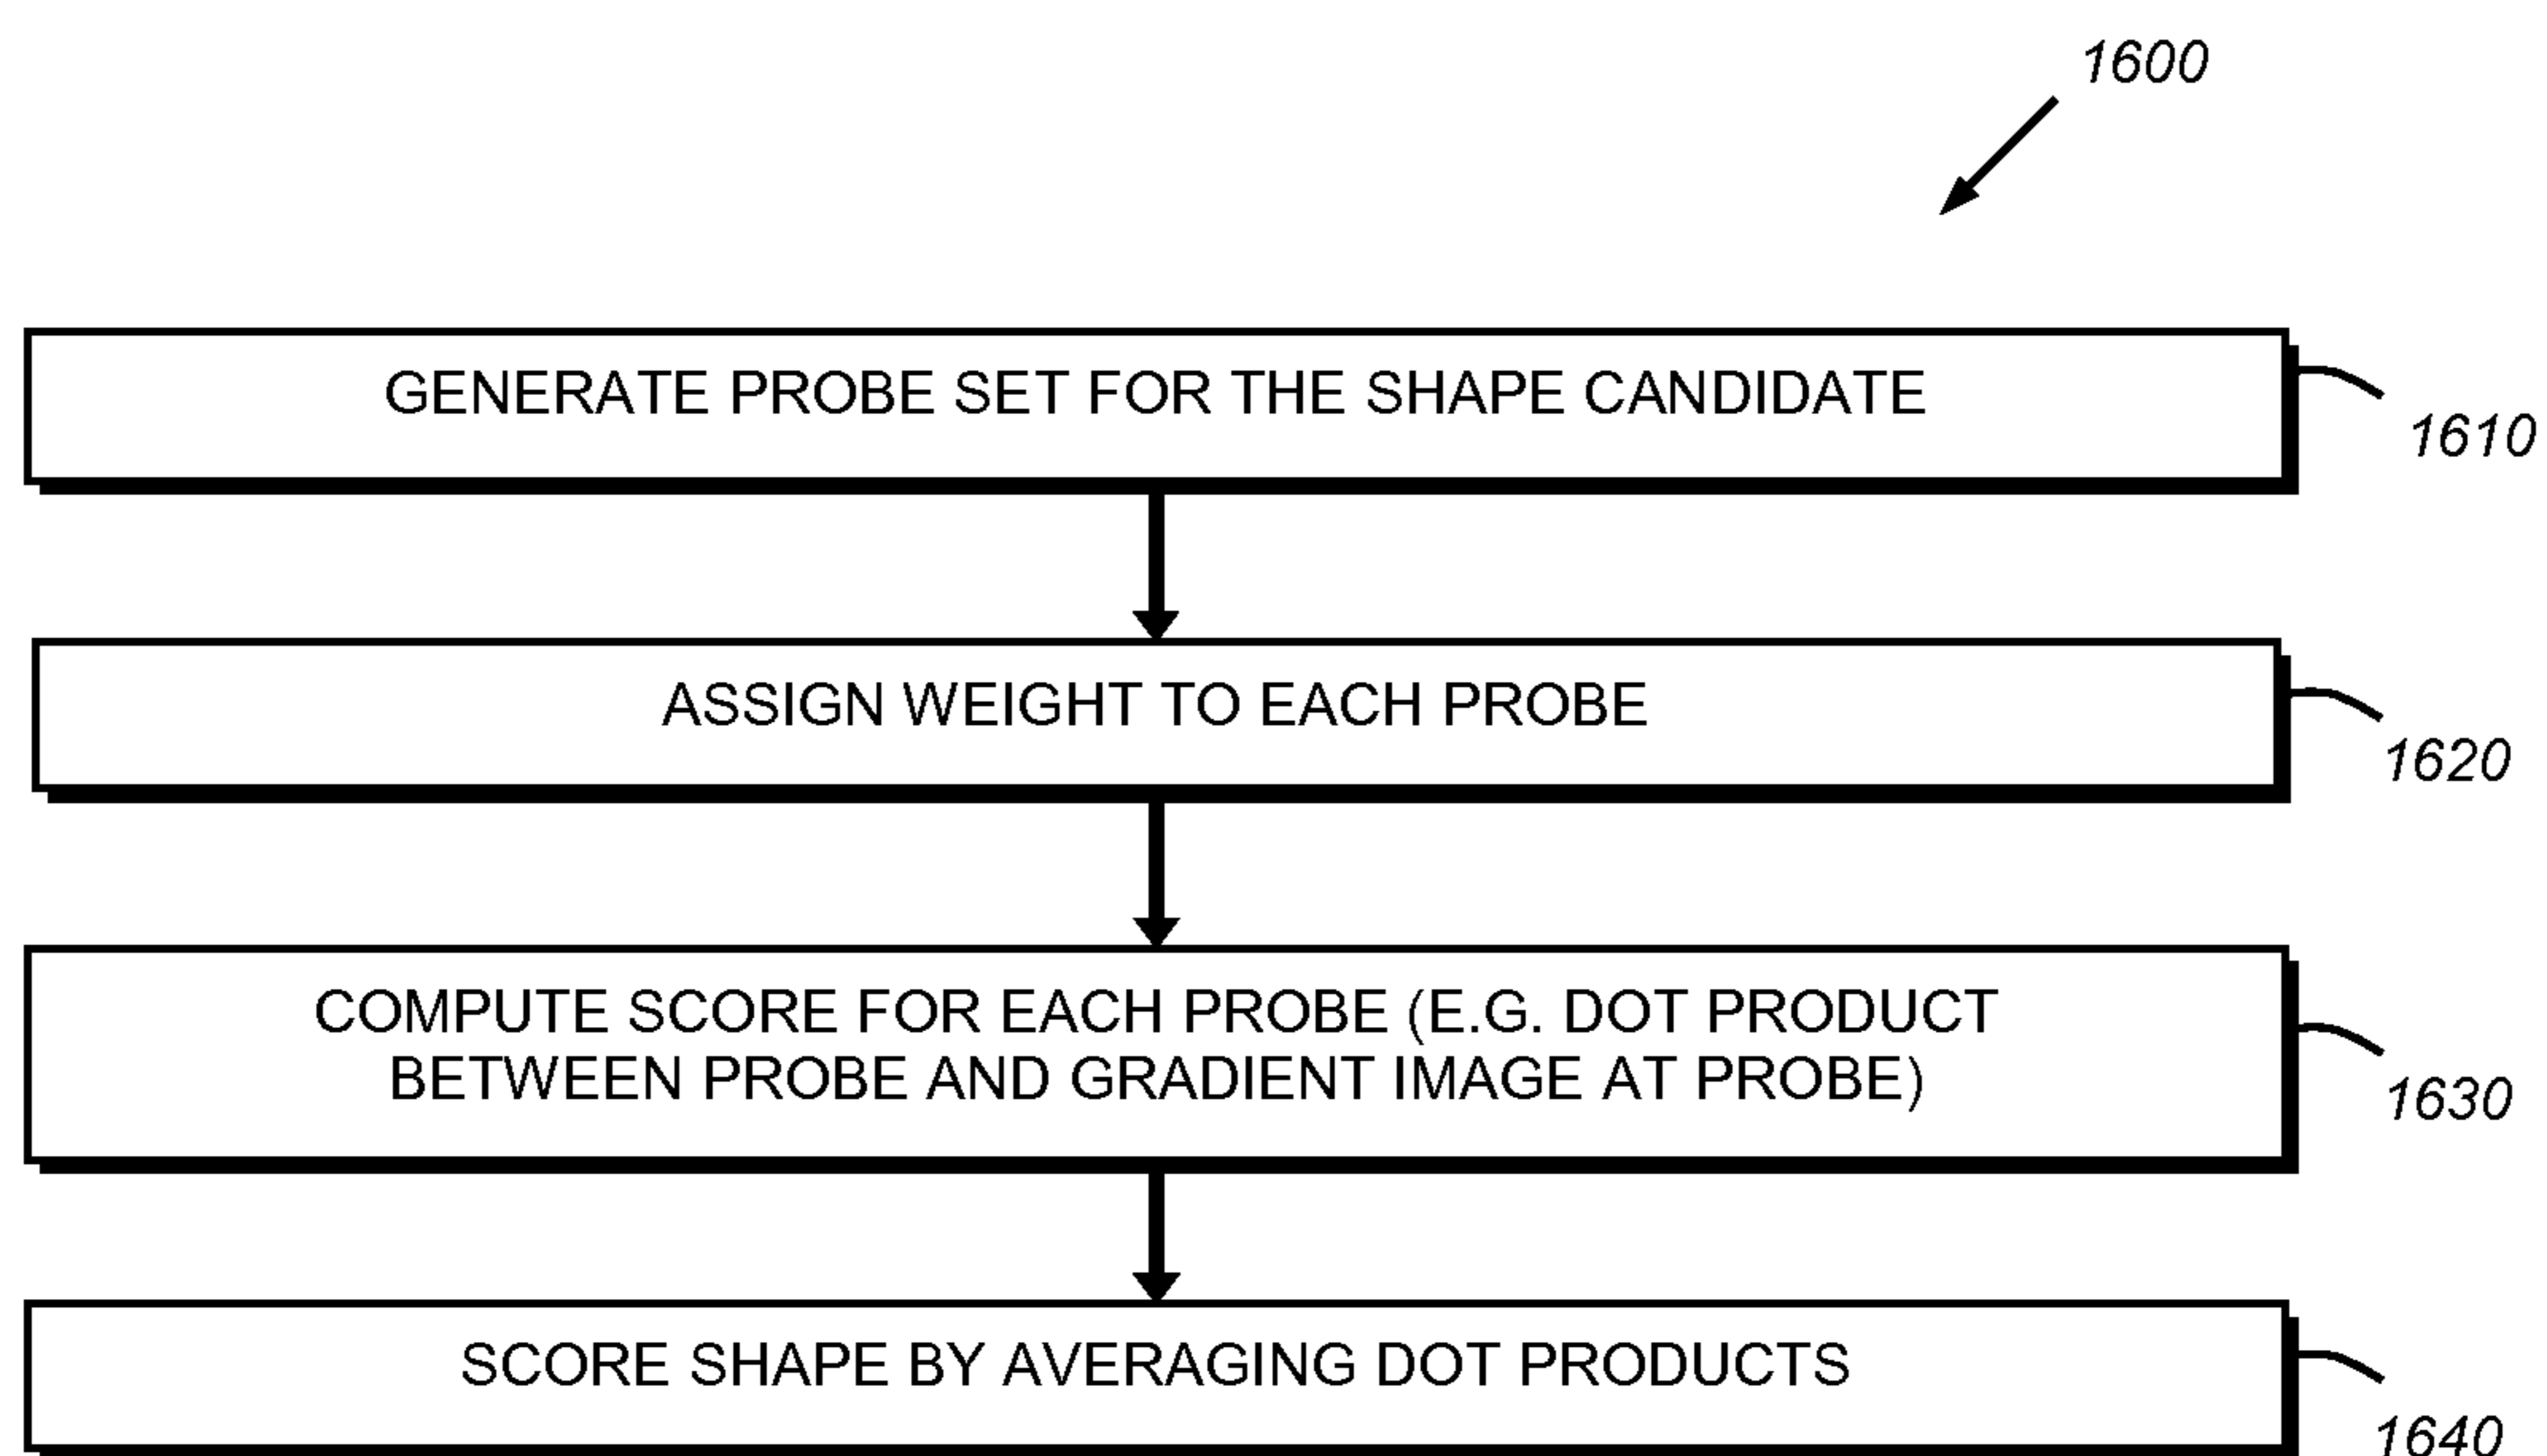 1600
GENERATE PROBE SET FOR THE SHAPE CANDIDATE
1610
ASSIGN WEIGHT TO EACH PROBE
1620
COMPUTE SCORE FOR EACH PROBE (E.G. DOT PRODUCT
BETWEEN PROBE AND GRADIENT IMAGE AT PROBE)
1630
SCORE SHAPE BY AVERAGING DOT PRODUCTS
1640